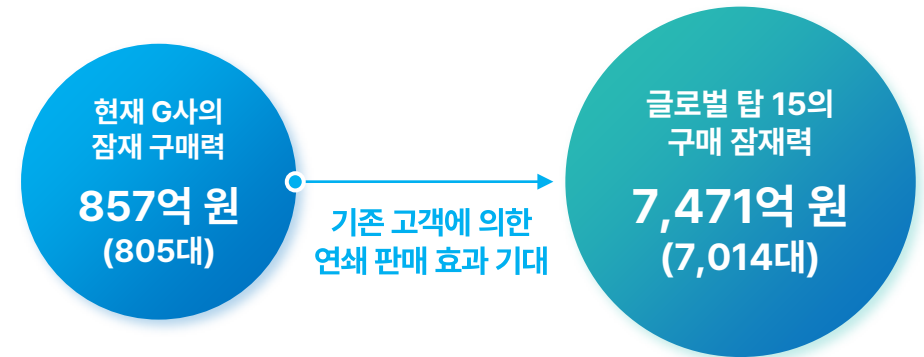 현재 G사의
잠재 구매력
857억 원
(805대)
기존 고객에 의한
연쇄 판매 효과 기대
글로벌 탑 15의
구매 잠재력
7,471억 원
(7,014대)